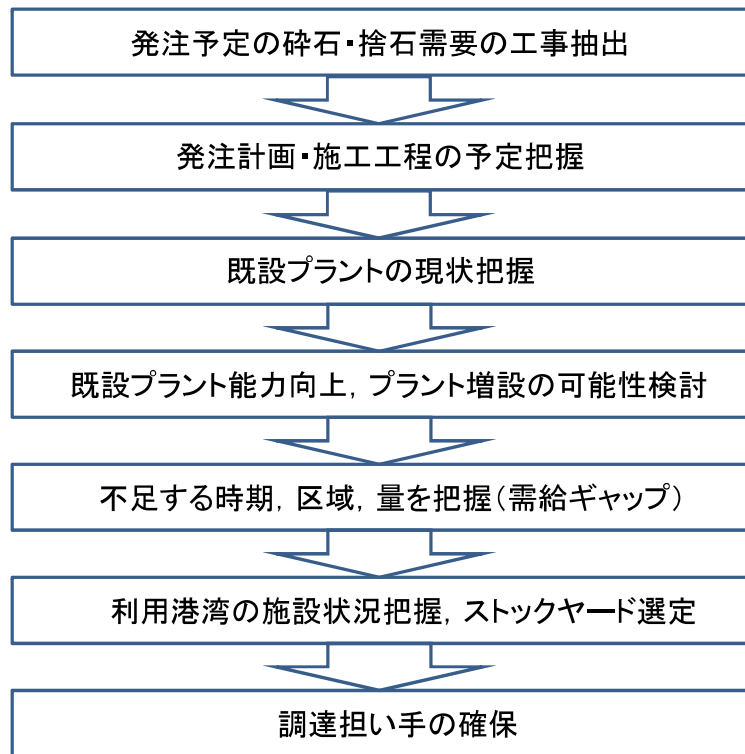 発注予定の砕石・捨石需要の工事抽出
発注計画・施工工程の予定把握
既設プラントの現状把握
既設プラント能力向上, プラント増設の可能性検討
不足する時期, 区域, 量を把握(需給ギャップ)
利用港湾の施設状況把握, ストックヤード選定
調達担い手の確保